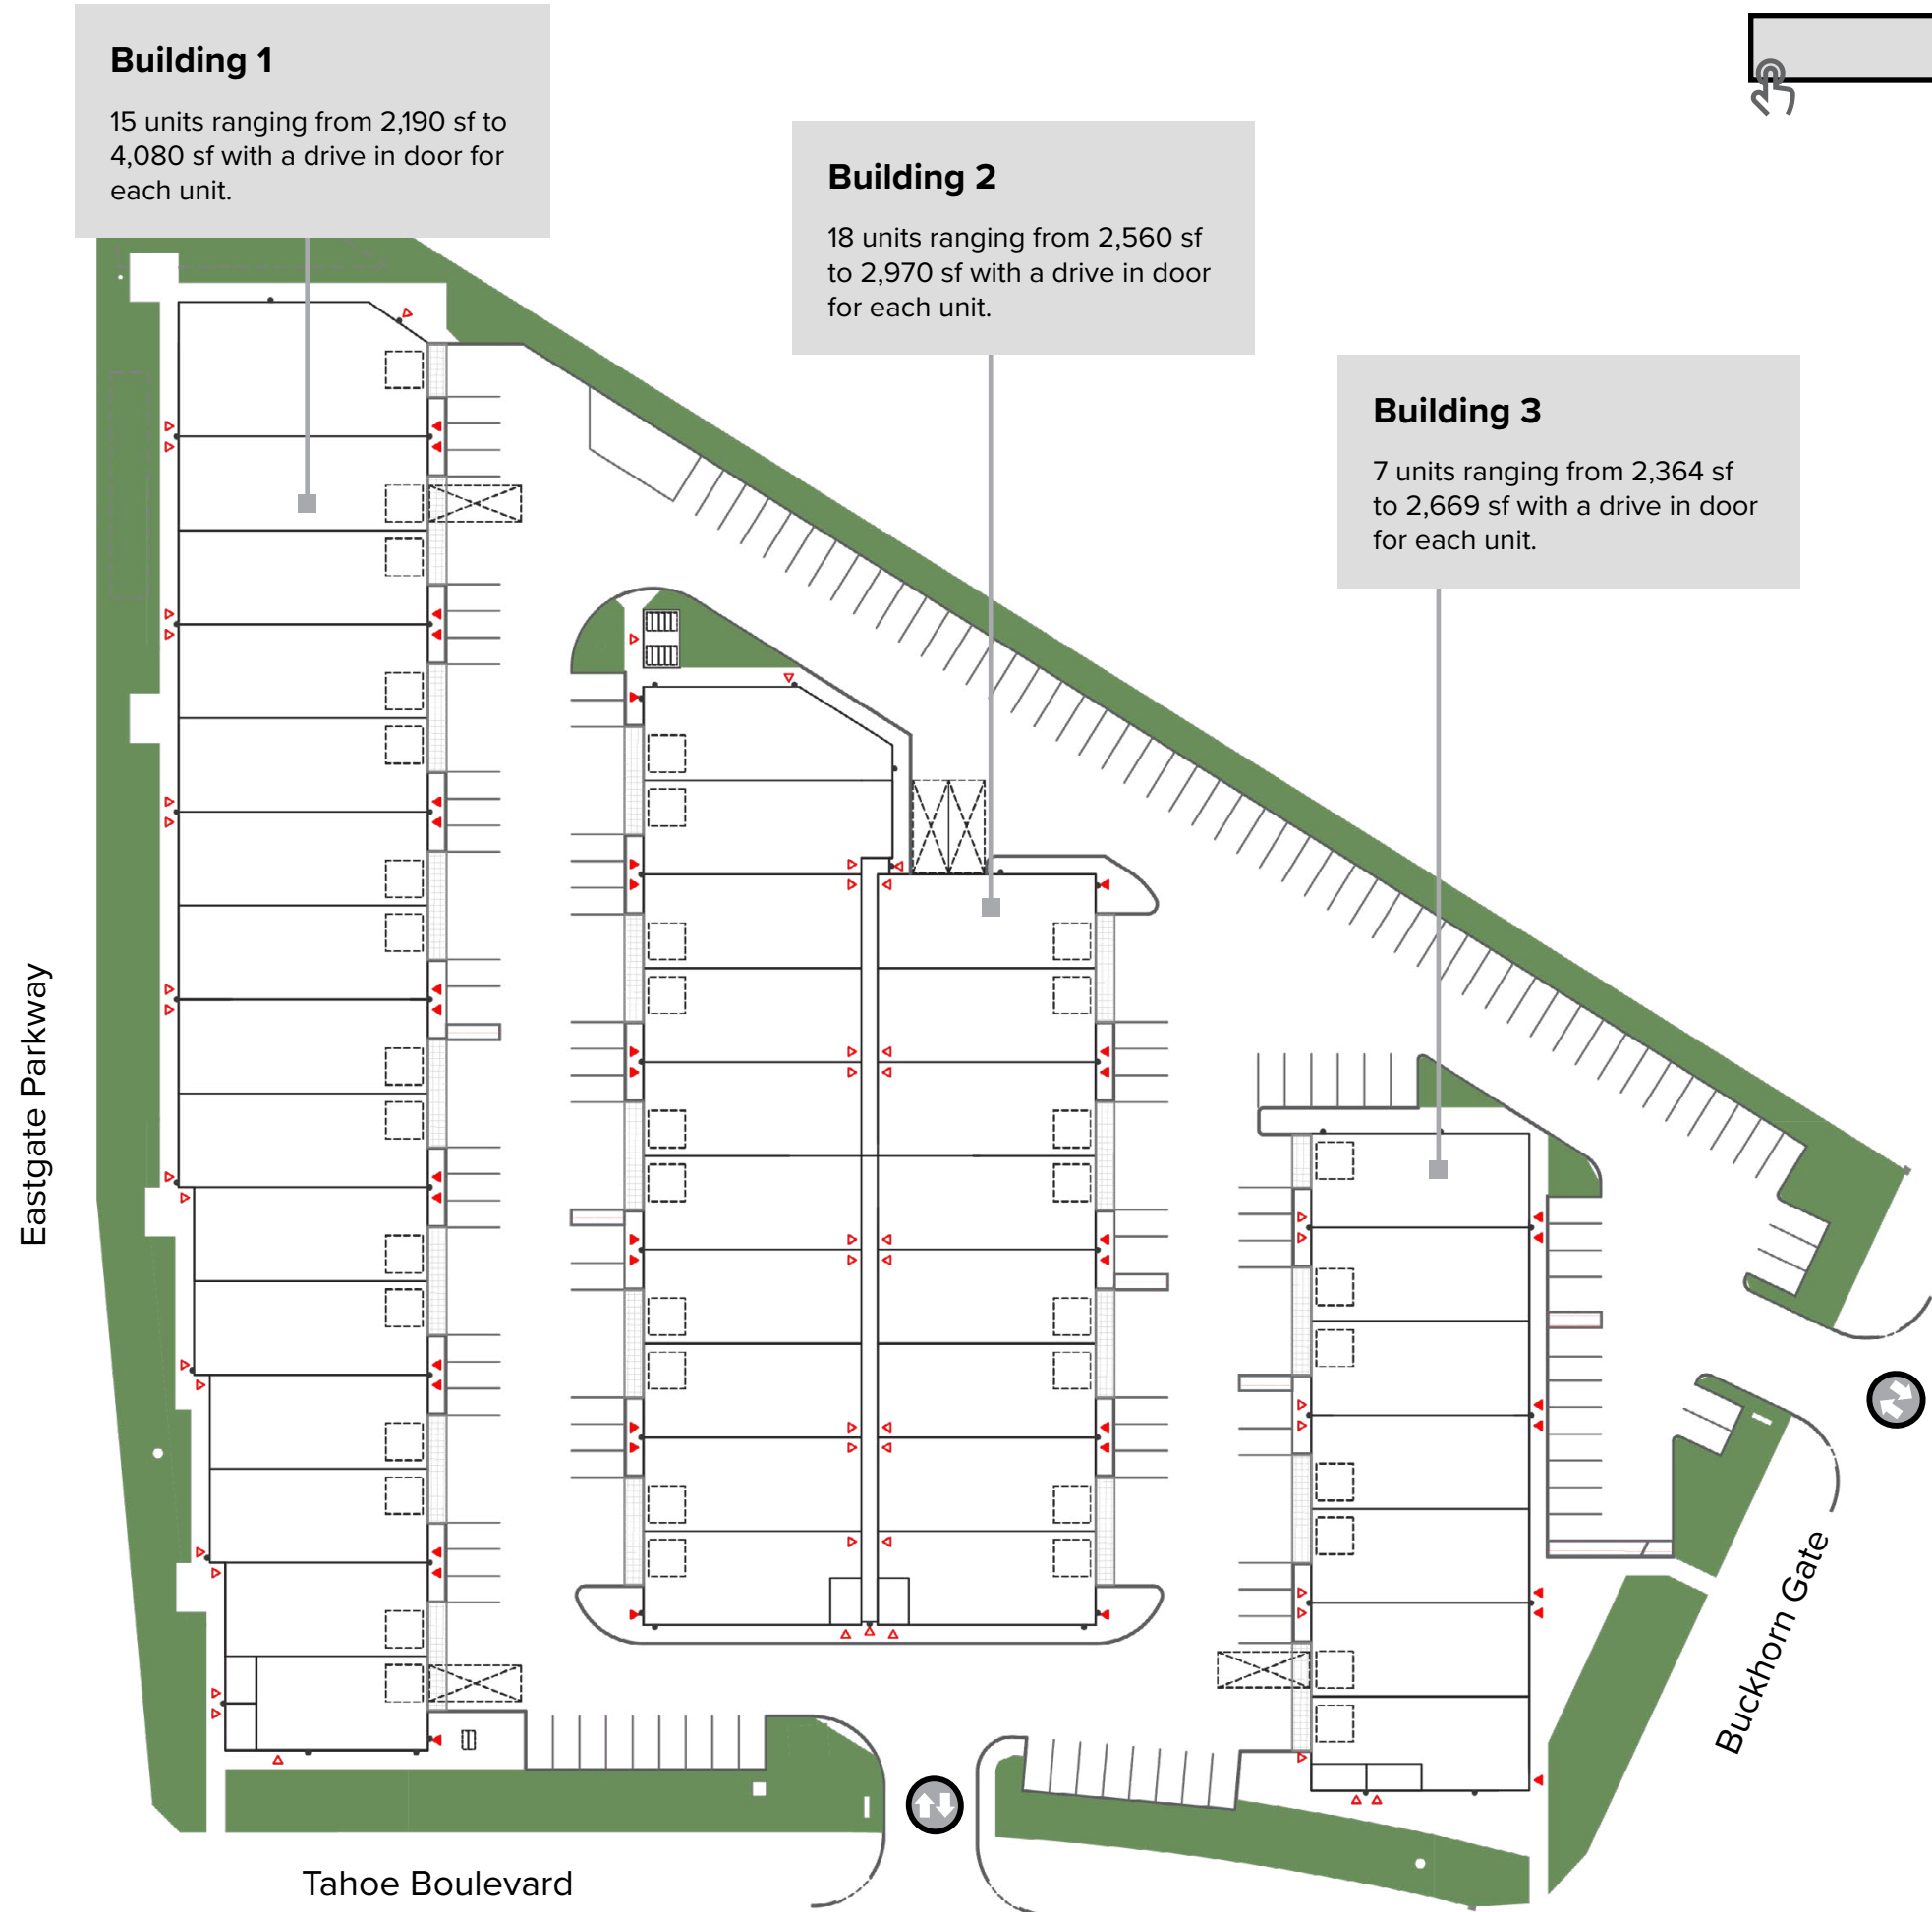 Building 1
15 units ranging from 2,190 sf to
4,080 sf with a drive in door for
each unit.
Building 2
18 units ranging from 2,560 sf
to 2,970 sf with a drive in door
for each unit.
Building 3
7 units ranging from 2,364 sf
to 2,669 sf with a drive in door
for each unit.
Eastgate Parkway
Buckhorn Gate
Tahoe Boulevard